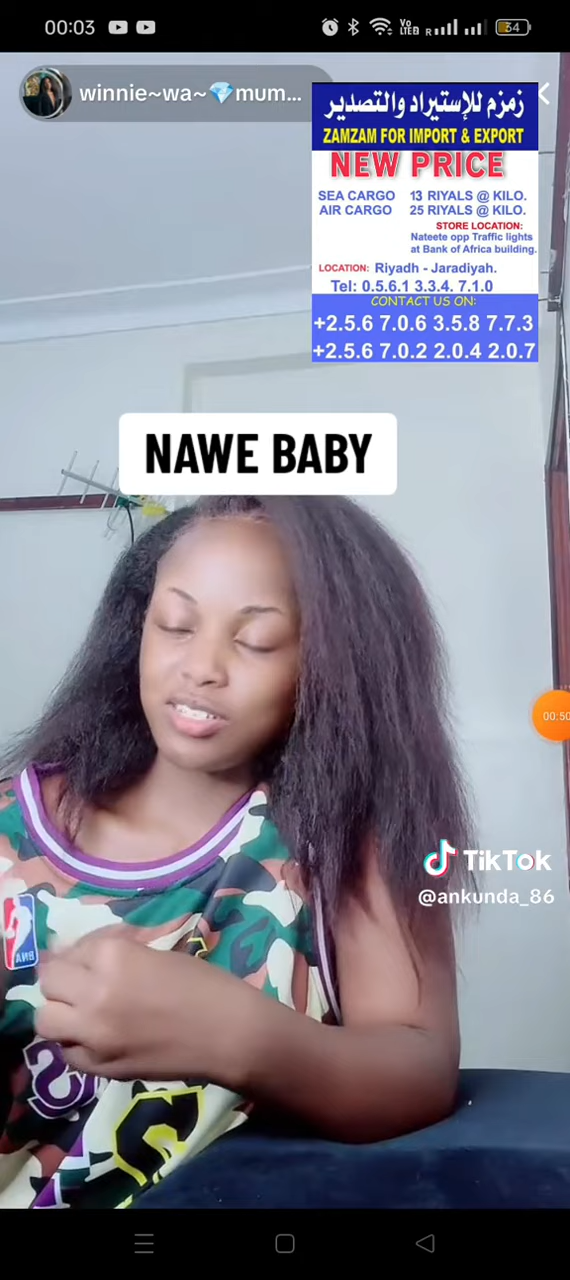 00:03
Vo
LTE D
R
34
winnie~wa~💎mum...
زمزم للإستيراد والتصدير
ZAMZAM FOR IMPORT & EXPORT
NEW PRICE
SEA CARGO 13 RIYALS @ KILO.
AIR CARGO 25 RIYALS @ KILO.
STORE LOCATION:
Nateete opp Traffic lights
at Bank of Africa building.
LOCATION: Riyadh - Jaradiyah.
Tel: 0.5.6.1 3.3.4. 7.1.0
CONTACT US ON:
+2.5.6 7.0.6 3.5.8 7.7.3
+2.5.6 7.0.2 2.0.4 2.0.7
NAWE BABY
00:50
TikTok
@ankunda_86
NBA